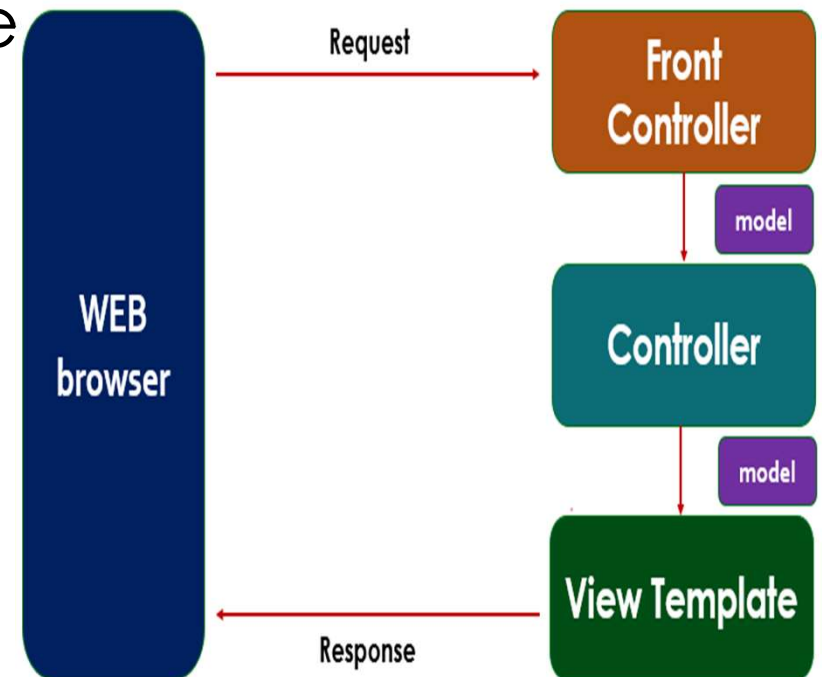 e
Request
Front
Controller
model
WEB
browser
Controller
model
View Template
Response